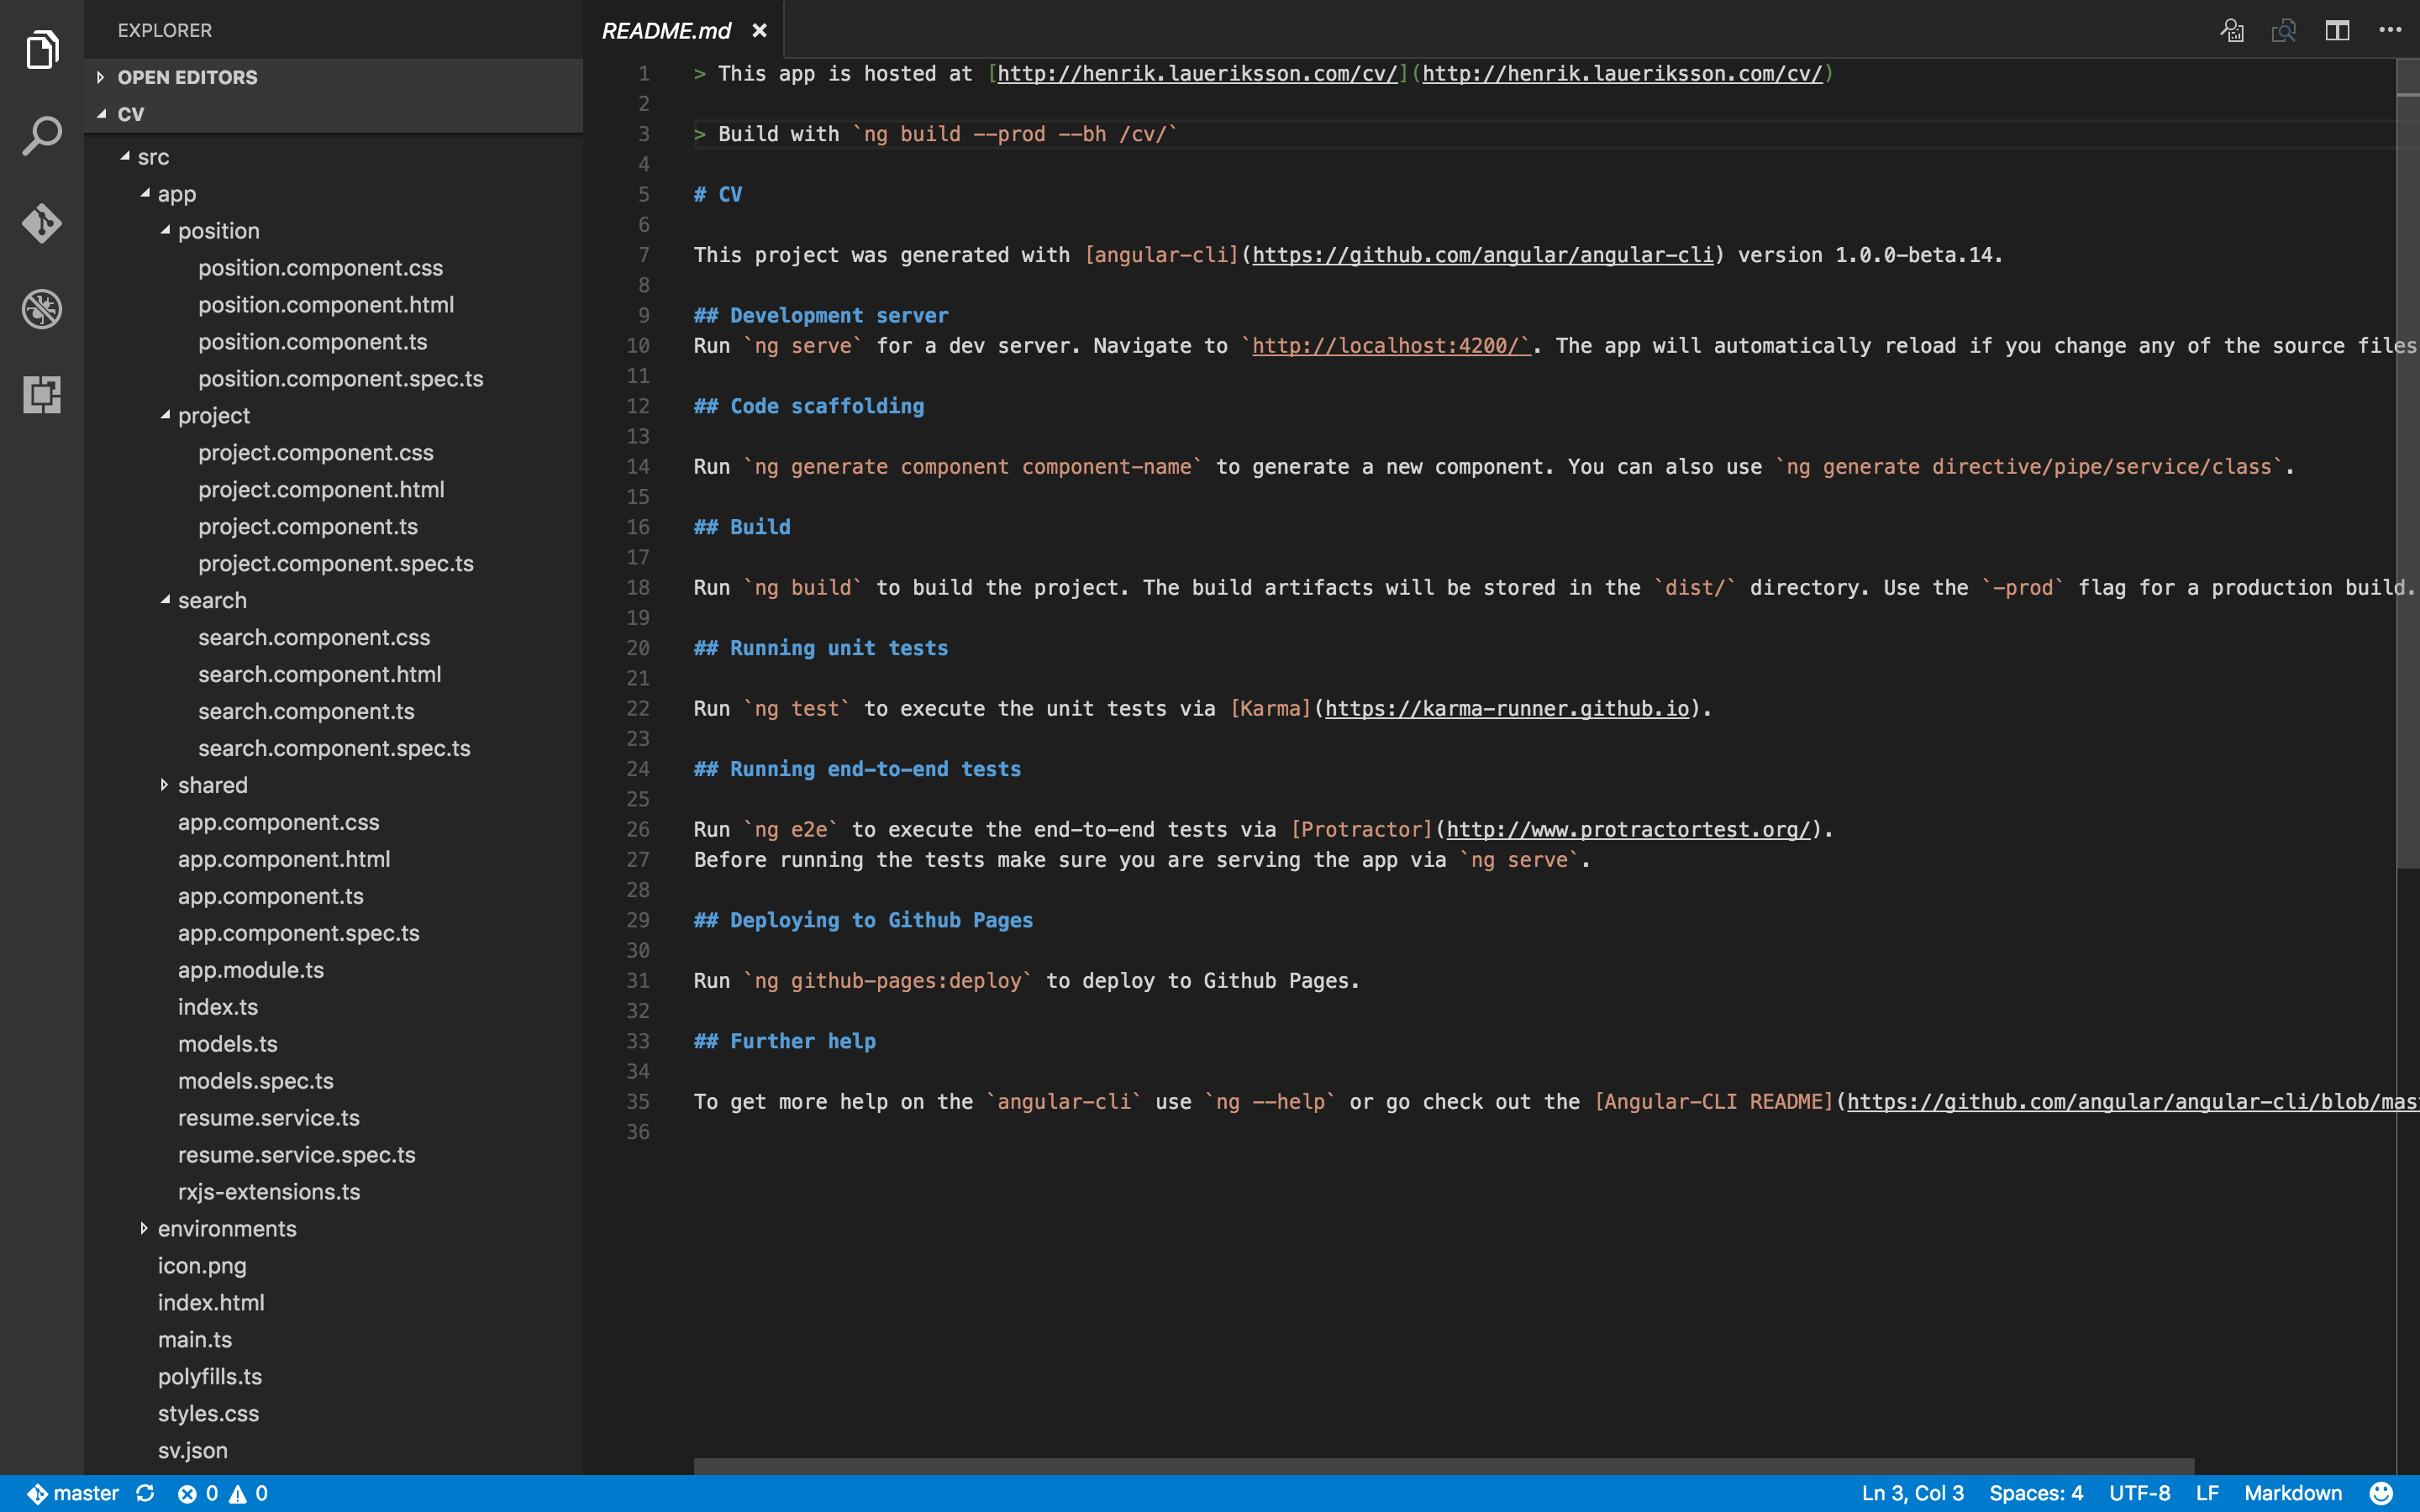 EXPLORER
OPEN EDITORS
CV
src
app
position
position.component.css
position.component.html
position.component.ts
position.component.spec.ts
project
project.component.css
project.component.html
project.component.ts
project.component.spec.ts
search
search.component.css
search.component.html
search.component.ts
search.component.spec.ts
shared
app.component.css
app.component.html
app.component.ts
app.component.spec.ts
app.module.ts
index.ts
models.ts
models.spec.ts
resume.service.ts
resume.service.spec.ts
rxjs-extensions.ts
environments
icon.png
index.html
main.ts
polyfills.ts
styles.css
sv.json
README.md
1 > This app is hosted at [http://henrik.laueriksson.com/cv/](http://henrik.laueriksson.com/cv/)
2
3 > Build with `ng build --prod --bh /cv/`
4
5 # CV
6
7 This project was generated with [angular-cli](https://github.com/angular/angular-cli) version 1.0.0-beta.14.
8
9 ## Development server
10 Run `ng serve` for a dev server. Navigate to `http://localhost:4200/`. The app will automatically reload if you change any of the source files
11
12 ## Code scaffolding
13
14 Run `ng generate component component-name` to generate a new component. You can also use `ng generate directive/pipe/service/class`.
15
16 ## Build
17
18 Run `ng build` to build the project. The build artifacts will be stored in the `dist/` directory. Use the `-prod` flag for a production build.
19
20 ## Running unit tests
21
22 Run `ng test` to execute the unit tests via [Karma](https://karma-runner.github.io).
23
24 ## Running end-to-end tests
25
26 Run `ng e2e` to execute the end-to-end tests via [Protractor](http://www.protractortest.org/).
27 Before running the tests make sure you are serving the app via `ng serve`.
28
29 ## Deploying to Github Pages
30
31 Run `ng github-pages:deploy` to deploy to Github Pages.
32
33 ## Further help
34
35 To get more help on the `angular-cli` use `ng --help` or go check out the [Angular-CLI README](https://github.com/angular/angular-cli/blob/mas
36
master 0 0 Ln 3, Col 3 Spaces: 4 UTF-8 LF Markdown